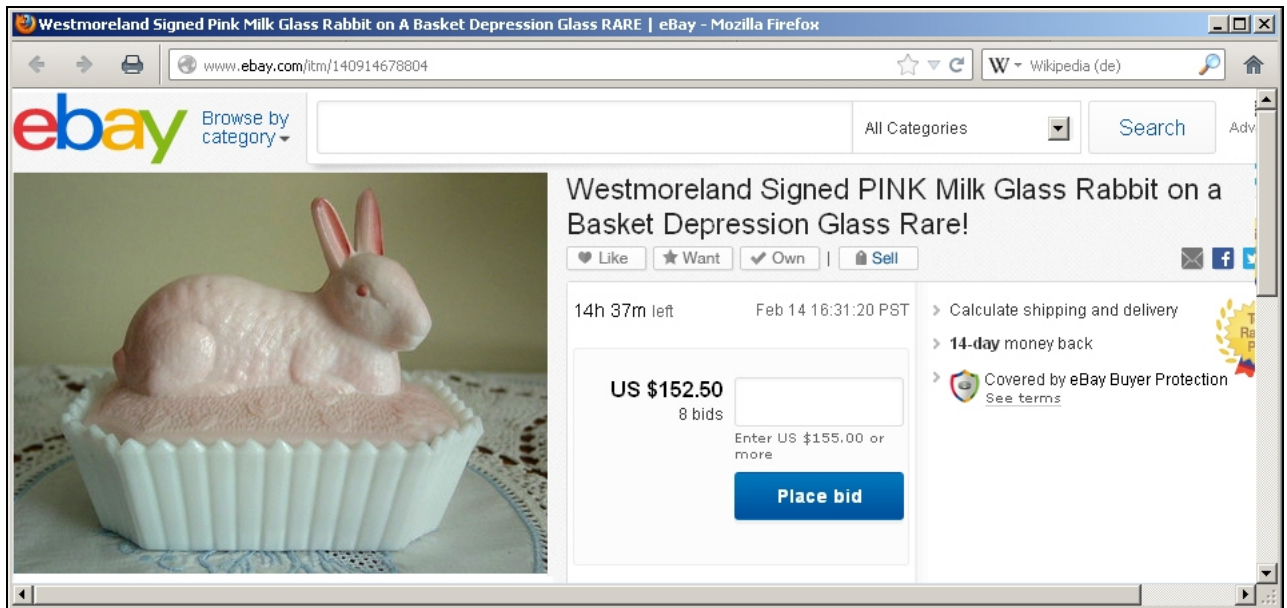 Westmoreland Signed Pink Milk Glass Rabbit on A Basket Depression Glass RARE | eBay - Mozilla Firefox
www.ebay.com/itm/140914678804
W Wikipedia (de)
ebay
Browse by
category
All Categories
Search
Adv
Westmoreland Signed PINK Milk Glass Rabbit on a
Basket Depression Glass Rare!
Like
Want
Own
|
Sell
f
14h 37m left
Feb 14 16:31:20 PST
US $152.50
8 bids
Enter US $155.00 or
more
Place bid
Calculate shipping and delivery
14-day money back
Covered by eBay Buyer Protection
See terms